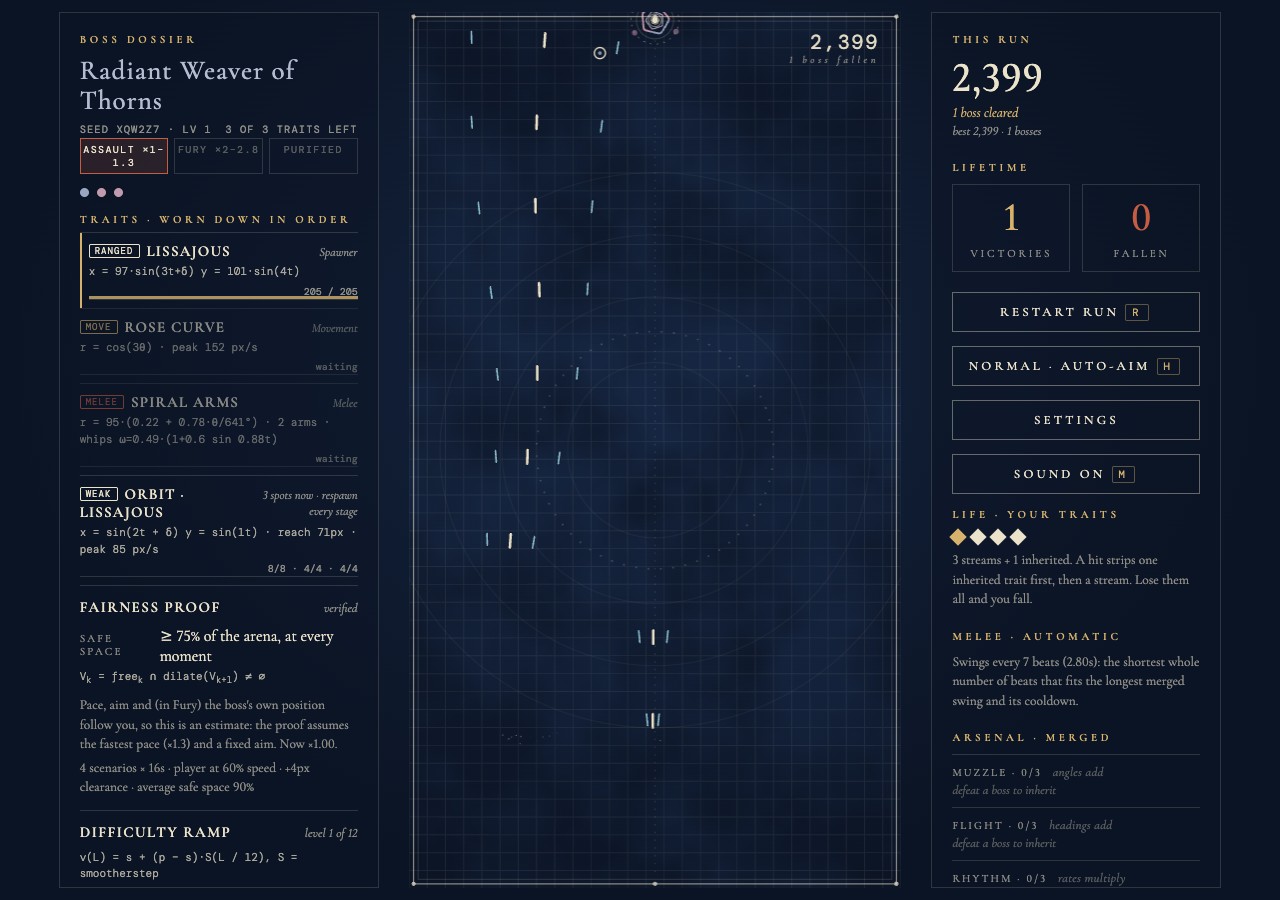 BOSS DOSSIER
Radiant Weaver of
Thorns
SEED XQW2Z7 · LV 1 3 OF 3 TRAITS LEFT
ASSAULT ×1–
1.3
FURY ×2–2.8
PURIFIED
TRAITS · WORN DOWN IN ORDER
RANGED LISSAJOUS Spawner
x = 97·sin(3t+δ) y = 101·sin(4t)
205 / 205
MOVE ROSE CURVE Movement
r = cos(3θ) · peak 152 px/s
waiting
MELEE SPIRAL ARMS Melee
r = 95·(0.22 + 0.78·θ/641°) · 2 arms ·
whips ω=0.49·(1+0.6 sin 0.88t)
waiting
WEAK ORBIT · 3 spots now · respawn
LISSAJOUS every stage
x = sin(2t + δ) y = sin(1t) · reach 71px ·
peak 85 px/s
8/8 · 4/4 · 4/4
FAIRNESS PROOF verified
SAFE
SPACE
≥ 75% of the arena, at every
moment
Vk = freek ∩ dilate(Vk+1) ≠ ∅
Pace, aim and (in Fury) the boss's own position
follow you, so this is an estimate: the proof assumes
the fastest pace (×1.3) and a fixed aim. Now ×1.00.
4 scenarios × 16s · player at 60% speed · +4px
clearance · average safe space 90%
DIFFICULTY RAMP level 1 of 12
v(L) = s + (p − s)·S(L / 12), S =
smootherstep
2,399
1 boss fallen
THIS RUN
2,399
1 boss cleared
best 2,399 · 1 bosses
LIFETIME
1
VICTORIES
0
FALLEN
RESTART RUN R
NORMAL · AUTO-AIM H
SETTINGS
SOUND ON M
LIFE · YOUR TRAITS
3 streams + 1 inherited. A hit strips one
inherited trait first, then a stream. Lose them
all and you fall.
MELEE · AUTOMATIC
Swings every 7 beats (2.80s): the shortest whole
number of beats that fits the longest merged
swing and its cooldown.
ARSENAL · MERGED
MUZZLE · 0/3 angles add
defeat a boss to inherit
FLIGHT · 0/3 headings add
defeat a boss to inherit
RHYTHM · 0/3 rates multiply